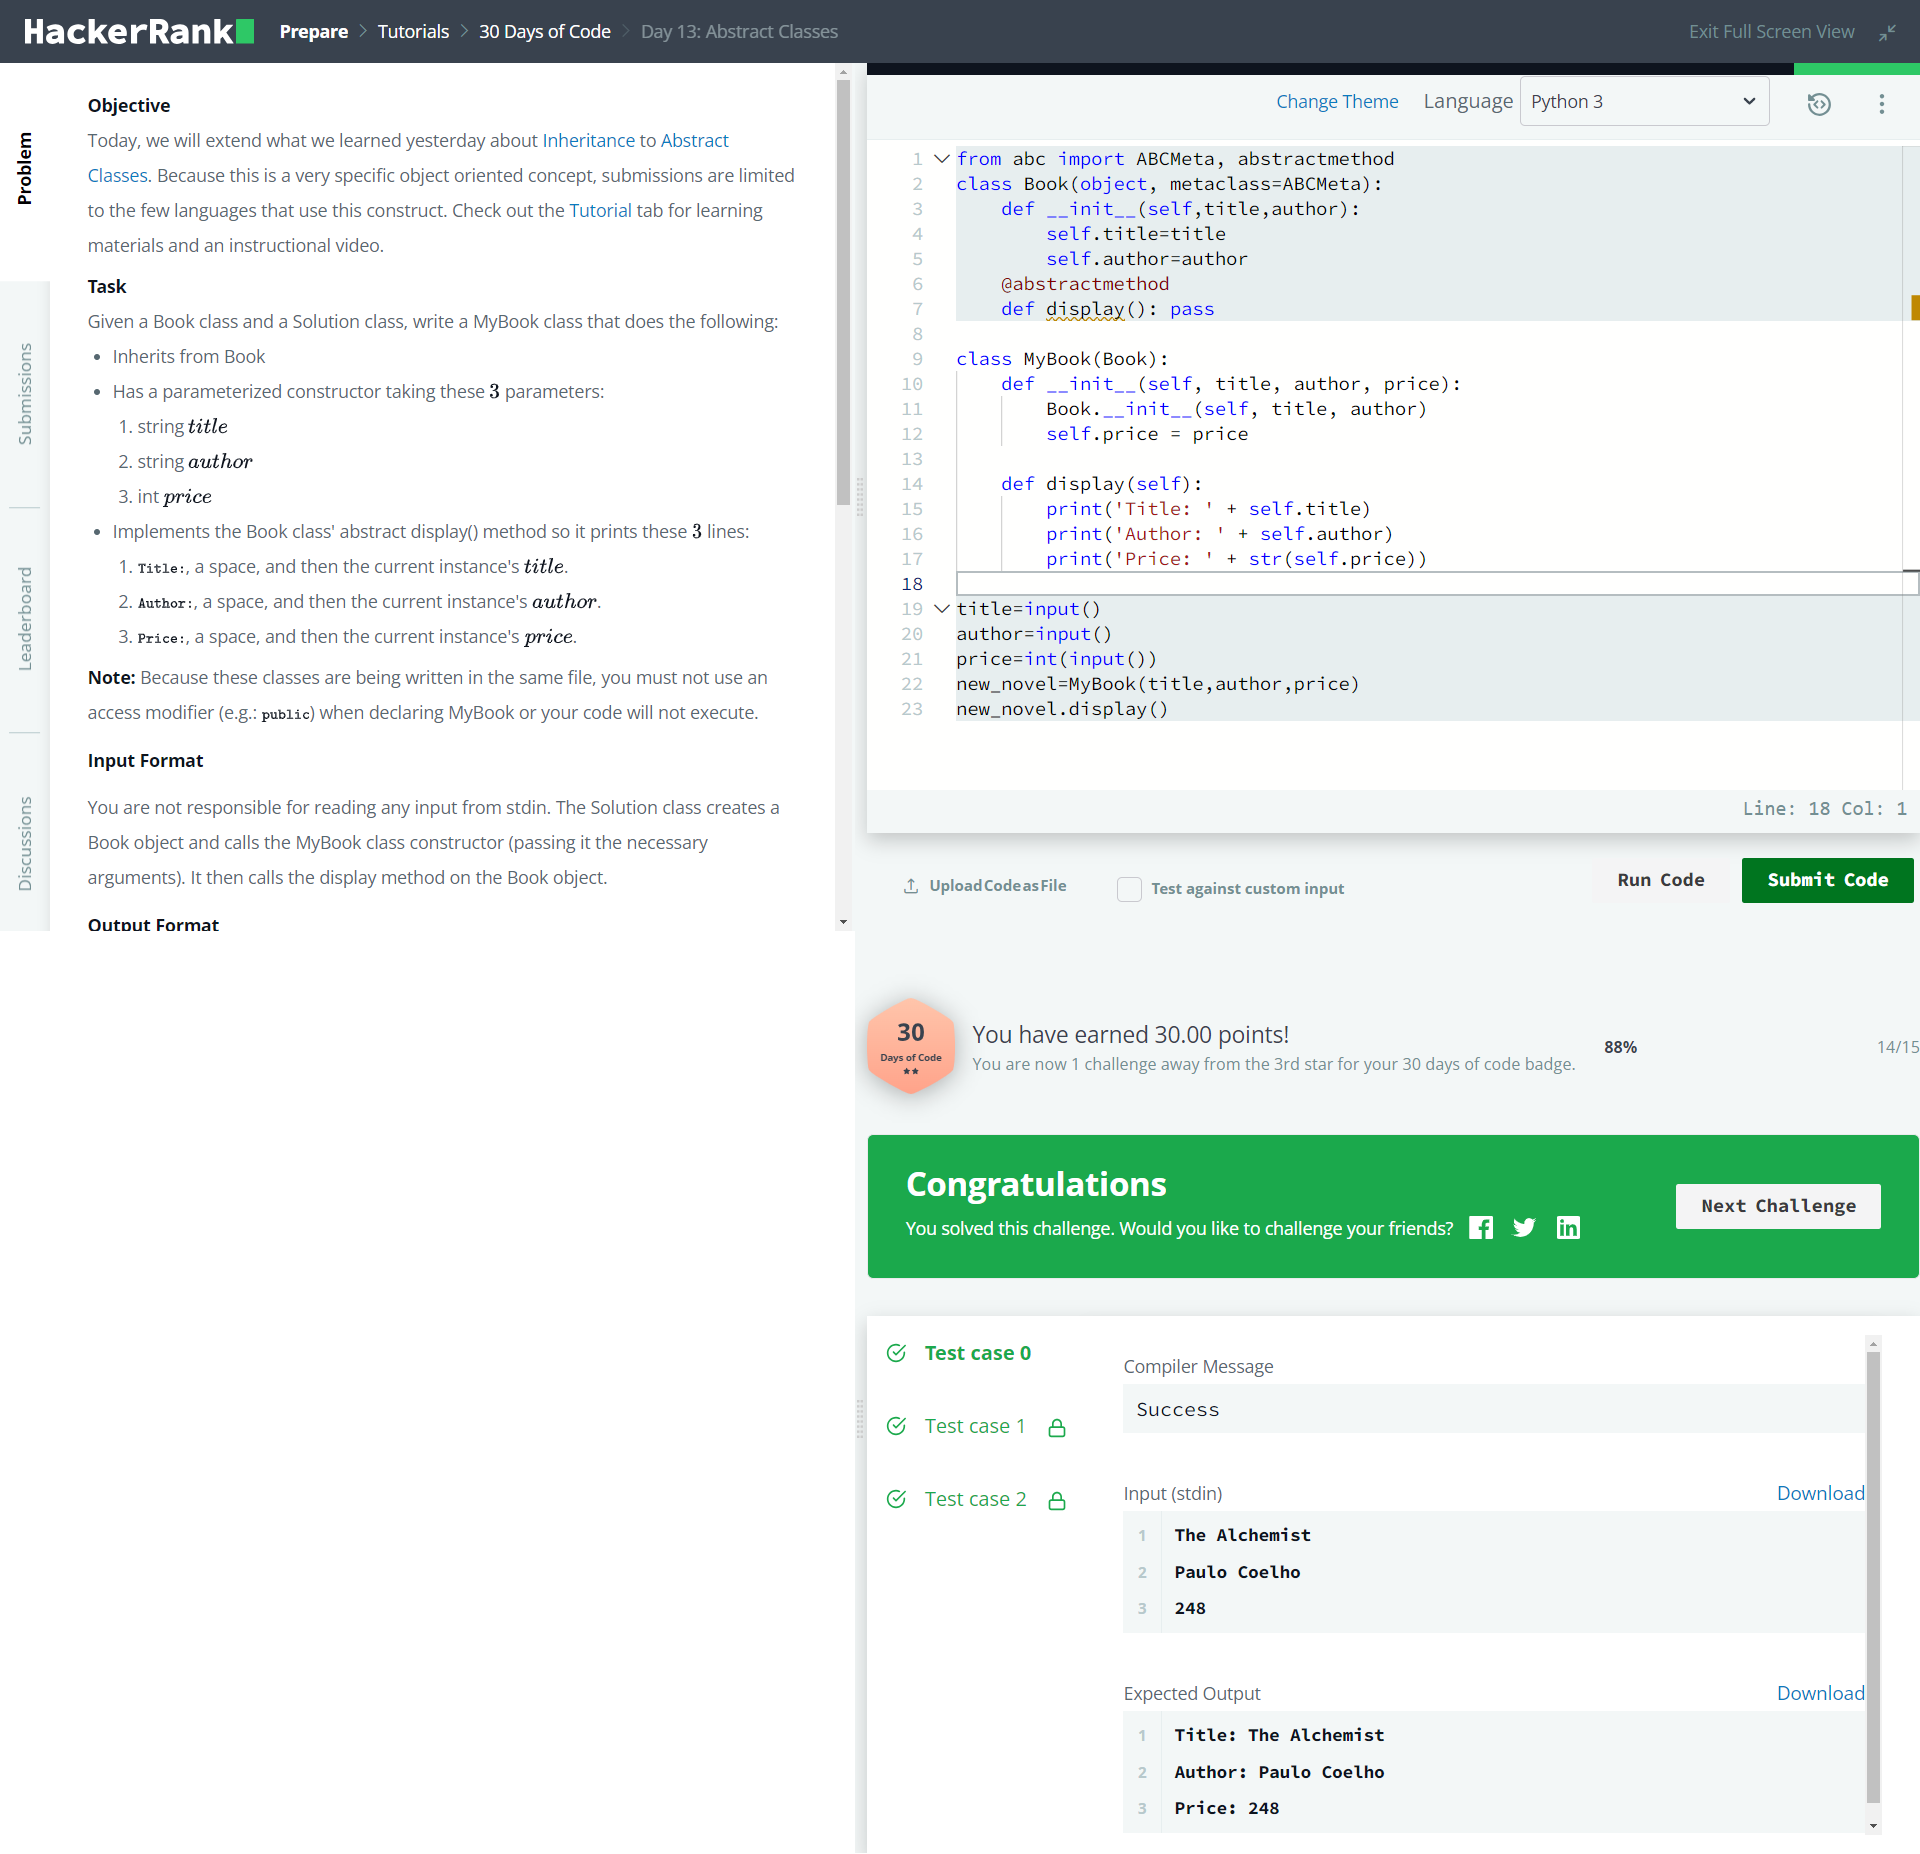 HackerRank
Prepare > Tutorials > 30 Days of Code > Day 13: Abstract Classes
Exit Full Screen View
Problem
Submissions
Leaderboard
Discussions
Objective
Today, we will extend what we learned yesterday about Inheritance to Abstract
Classes. Because this is a very specific object oriented concept, submissions are limited
to the few languages that use this construct. Check out the Tutorial tab for learning
materials and an instructional video.
Task
Given a Book class and a Solution class, write a MyBook class that does the following:
• Inherits from Book
• Has a parameterized constructor taking these 3 parameters:
1. string title
2. string author
3. int price
• Implements the Book class' abstract display() method so it prints these 3 lines:
1. Title:, a space, and then the current instance's title.
2. Author:, a space, and then the current instance's author.
3. Price:, a space, and then the current instance's price.
Note: Because these classes are being written in the same file, you must not use an
access modifier (e.g.: public) when declaring MyBook or your code will not execute.
Input Format
You are not responsible for reading any input from stdin. The Solution class creates a
Book object and calls the MyBook class constructor (passing it the necessary
arguments). It then calls the display method on the Book object.
Output Format
Change Theme Language Python 3
1 from abc import ABCMeta, abstractmethod
2 class Book(object, metaclass=ABCMeta):
3     def __init__(self,title,author):
4         self.title=title
5         self.author=author
6     @abstractmethod
7     def display(): pass
8
9 class MyBook(Book):
10     def __init__(self, title, author, price):
11         Book.__init__(self, title, author)
12         self.price = price
13
14     def display(self):
15         print('Title: ' + self.title)
16         print('Author: ' + self.author)
17         print('Price: ' + str(self.price))
18
19 title=input()
20 author=input()
21 price=int(input())
22 new_novel=MyBook(title,author,price)
23 new_novel.display()
Line: 18 Col: 1
Upload Code as File
Test against custom input
Run Code
Submit Code
30
Days of Code
★★
You have earned 30.00 points!
You are now 1 challenge away from the 3rd star for your 30 days of code badge.
88%
14/15
Congratulations
You solved this challenge. Would you like to challenge your friends?
Next Challenge
Test case 0
Test case 1
Test case 2
Compiler Message
Success
Input (stdin)
Download
1 The Alchemist
2 Paulo Coelho
3 248
Expected Output
Download
1 Title: The Alchemist
2 Author: Paulo Coelho
3 Price: 248